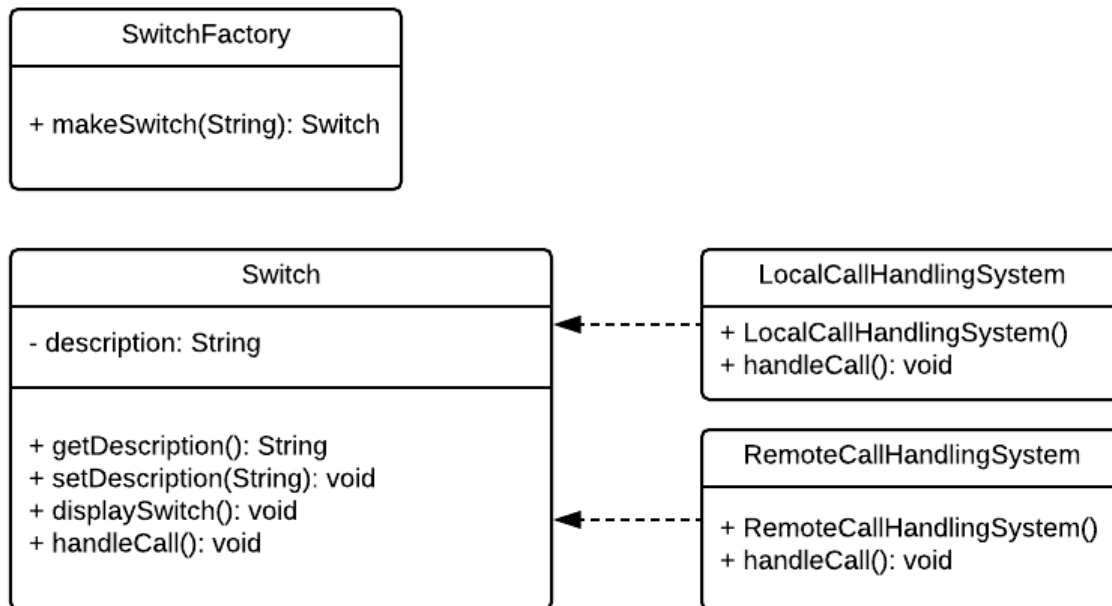 SwitchFactory
+ makeSwitch(String): Switch
Switch
- description: String
+ getDescription(): String
+ setDescription(String): void
+ displaySwitch(): void
+ handleCall(): void
LocalCallHandlingSystem
+ LocalCallHandlingSystem()
+ handleCall(): void
RemoteCallHandlingSystem
+ RemoteCallHandlingSystem()
+ handleCall(): void